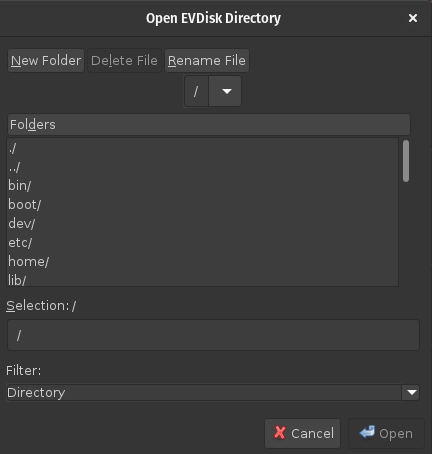 Open EVDisk Directory ×
New Folder Delete File Rename File
/
Folders
./
../
bin/
boot/
dev/
etc/
home/
lib/
Selection: /
/
Filter:
Directory
Cancel Open